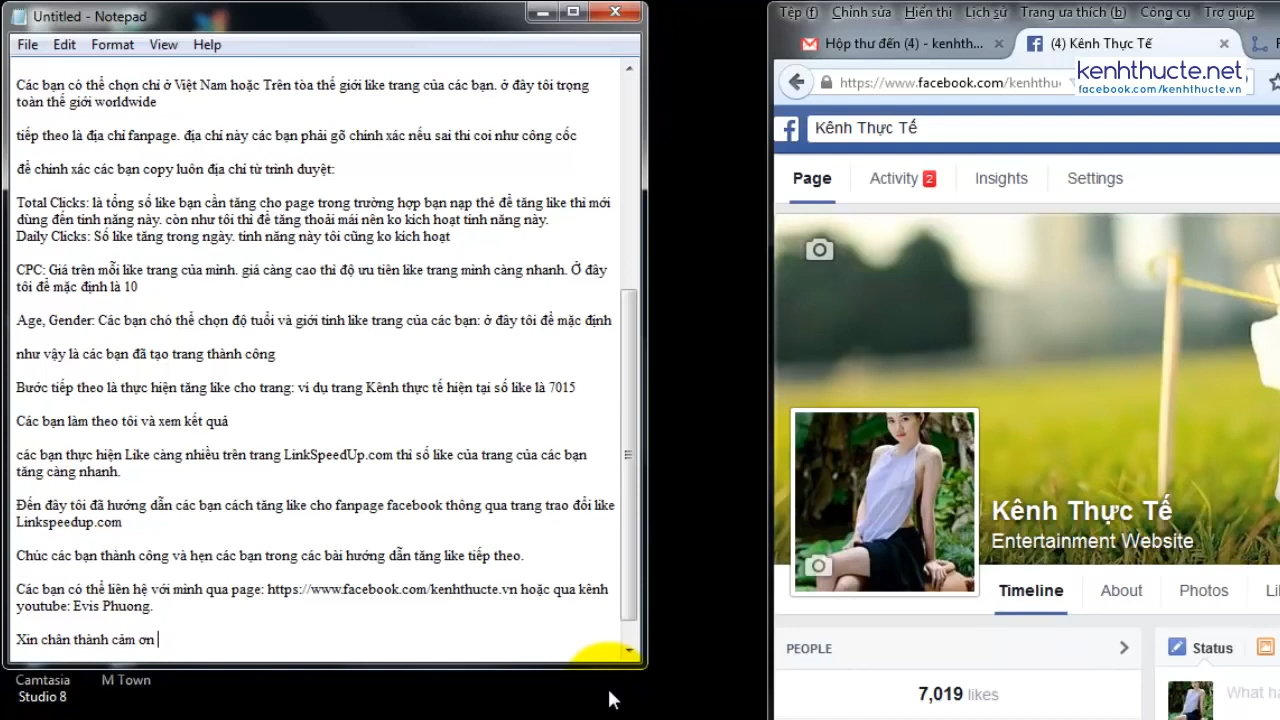 Untitled - Notepad
File Edit Format View Help
Các bạn có thể chọn chỉ ở Việt Nam hoặc Trên tòa thế giới like trang của các bạn. ở đây tôi trọng
toàn thế giới worldwide
tiếp theo là địa chỉ fanpage. địa chỉ này các bạn phải gõ chính xác nếu sai thì coi như công cốc
để chính xác các bạn copy luôn địa chỉ từ trình duyệt:
Total Clicks: là tổng số like bạn cần tăng cho page trong trường hợp bạn nạp thẻ để tăng like thì mới
dùng đến tính năng này. còn như tôi thì để tăng thoải mái nên ko kích hoạt tính năng này.
Daily Clicks: Số like tăng trong ngày. tính năng này tôi cũng ko kích hoạt
CPC: Giá trên mỗi like trang của mình. giá càng cao thì độ ưu tiên like trang mình càng nhanh. Ở đây
tôi để mặc định là 10
Age, Gender: Các bạn chó thể chọn độ tuổi và giới tính like trang của các bạn: ở đây tôi để mặc định
như vậy là các bạn đã tạo trang thành công
Bước tiếp theo là thực hiện tăng like cho trang: ví dụ trang Kênh thực tế hiện tại số like là 7015
Các bạn làm theo tôi và xem kết quả
các bạn thực hiện Like càng nhiều trên trang LinkSpeedUp.com thì số like của trang của các bạn
tăng càng nhanh.
Đến đây tôi đã hướng dẫn các bạn cách tăng like cho fanpage facebook thông qua trang trao đổi like
Linkspeedup.com
Chúc các bạn thành công và hẹn các bạn trong các bài hướng dẫn tăng like tiếp theo.
Các bạn có thể liên hệ với mình qua page: https://www.facebook.com/kenhthucte.vn hoặc qua kênh
youtube: Evis Phuong.
Xin chân thành cảm ơn
Camtasia
Studio 8
M Town
Tệp (f) Chỉnh sửa Hiển thị Lịch sử Trang ưa thích (b) Công cụ Trợ giúp
Hộp thư đến (4) - kenhth...
(4) Kênh Thực Tế
kenhthucte.net
https://www.facebook.com/kenhthuc
facebook.com/kenhthucte.vn
Kênh Thực Tế
Page Activity 2 Insights Settings
Kênh Thực Tế
Entertainment Website
Timeline About Photos
PEOPLE
Status
7,019 likes